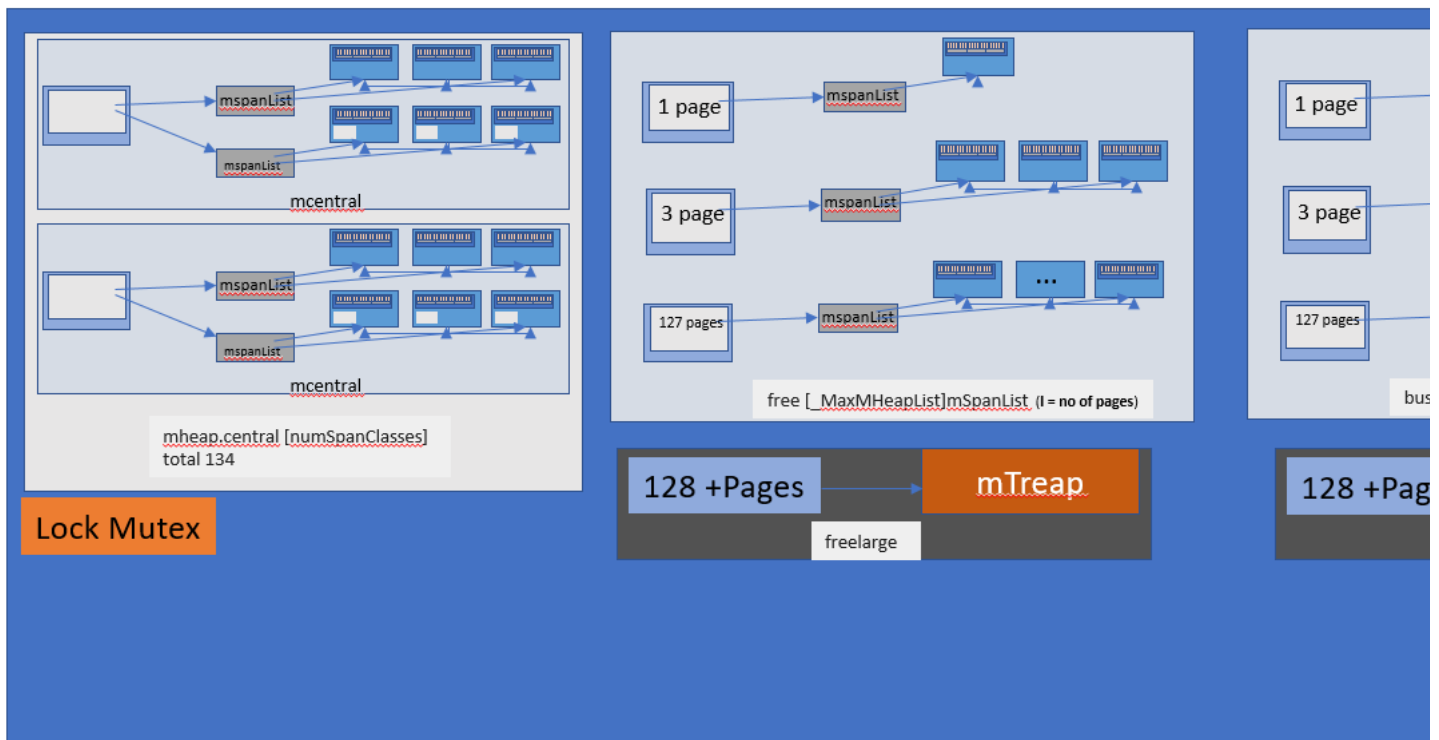 mspanList
mspanList
mcentral
mspanList
mspanList
mcentral
mheap.central [numSpanClasses]
total 134
Lock Mutex
1 page
mspanList
3 page
mspanList
127 pages
mspanList
...
free [_MaxMHeapList]mSpanList (I = no of pages)
128 +Pages
mTreap
freelarge
1 page
3 page
127 pages
bus
128 +Pag